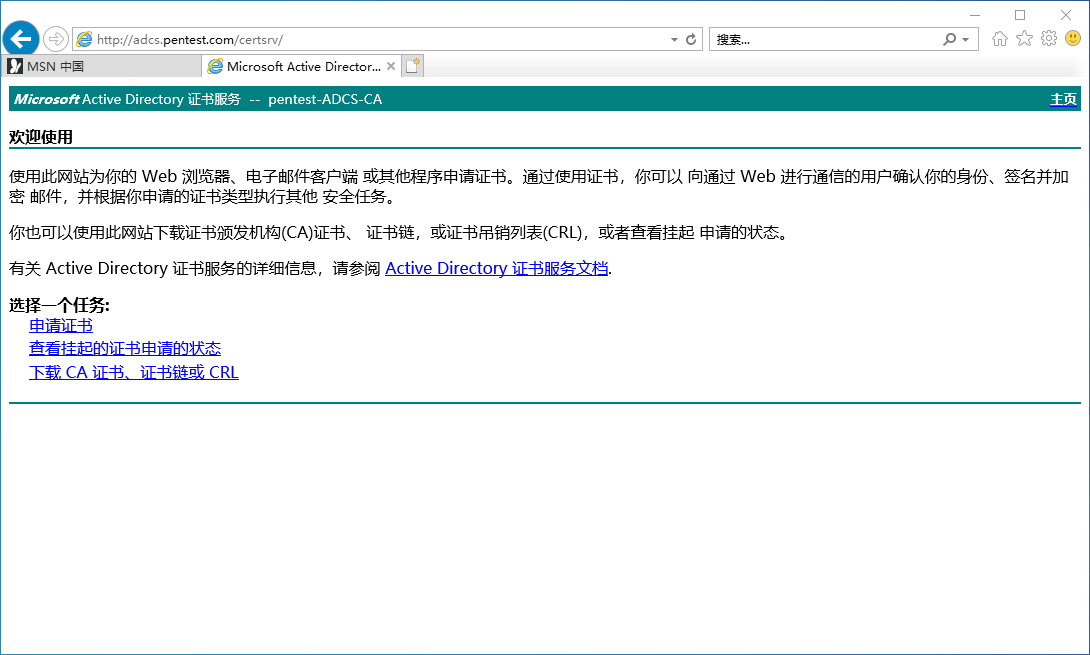 http://adcs.pentest.com/certsrv/
搜索...
MSN 中国
Microsoft Active Director...
Microsoft Active Directory 证书服务 -- pentest-ADCS-CA
主页
欢迎使用
使用此网站为你的 Web 浏览器、电子邮件客户端 或其他程序申请证书。通过使用证书，你可以 向通过 Web 进行通信的用户确认你的身份、签名并加
密 邮件，并根据你申请的证书类型执行其他 安全任务。
你也可以使用此网站下载证书颁发机构(CA)证书、 证书链，或证书吊销列表(CRL)，或者查看挂起 申请的状态。
有关 Active Directory 证书服务的详细信息，请参阅 Active Directory 证书服务文档.
选择一个任务:
申请证书
查看挂起的证书申请的状态
下载 CA 证书、证书链或 CRL